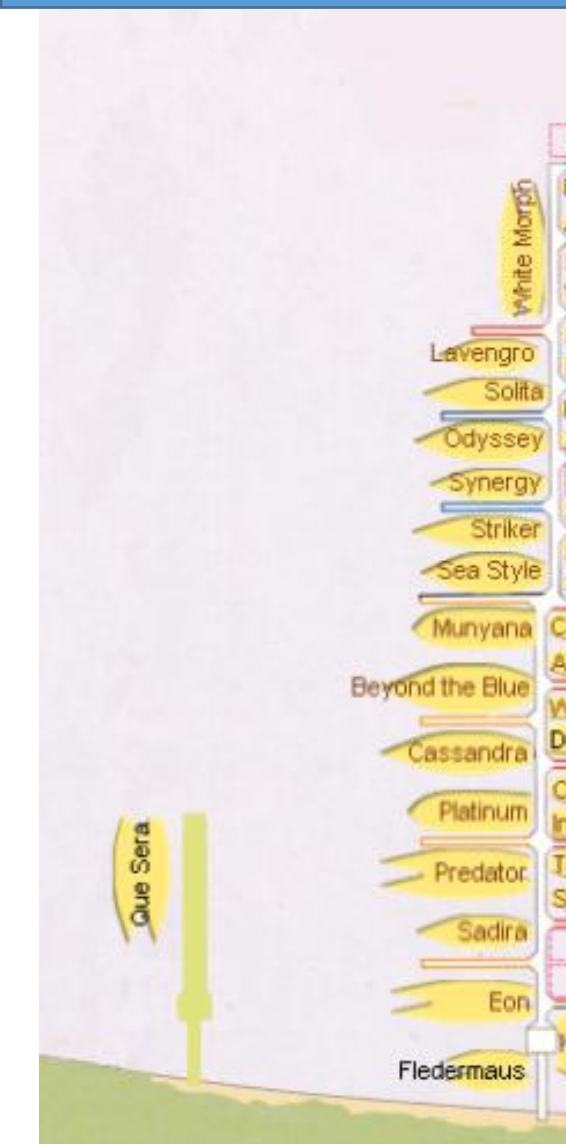 White Morph
Lavengro
Solita
Odyssey
Synergy
Striker
Sea Style
Munyana
Beyond the Blue
Cassandra
Platinum
Que Sera
Predator
Sadira
Eon
Fledermaus